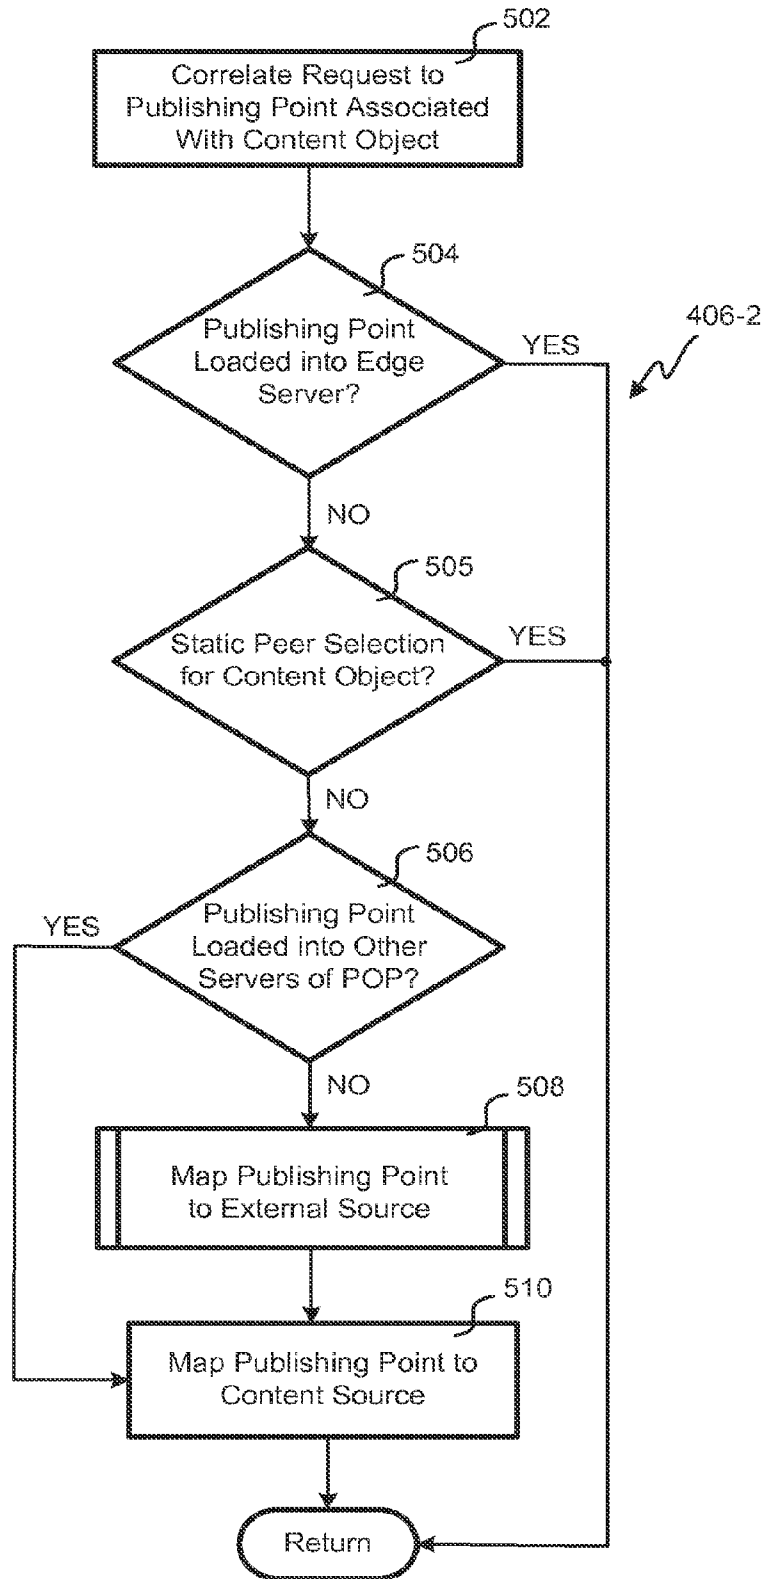 502
Correlate Request to
Publishing Point Associated
With Content Object
504
Publishing Point
Loaded into Edge
Server?
YES
406-2
NO
505
Static Peer Selection
for Content Object?
YES
NO
506
Publishing Point
Loaded into Other
Servers of POP?
YES
NO
508
Map Publishing Point
to External Source
510
Map Publishing Point to
Content Source
Return